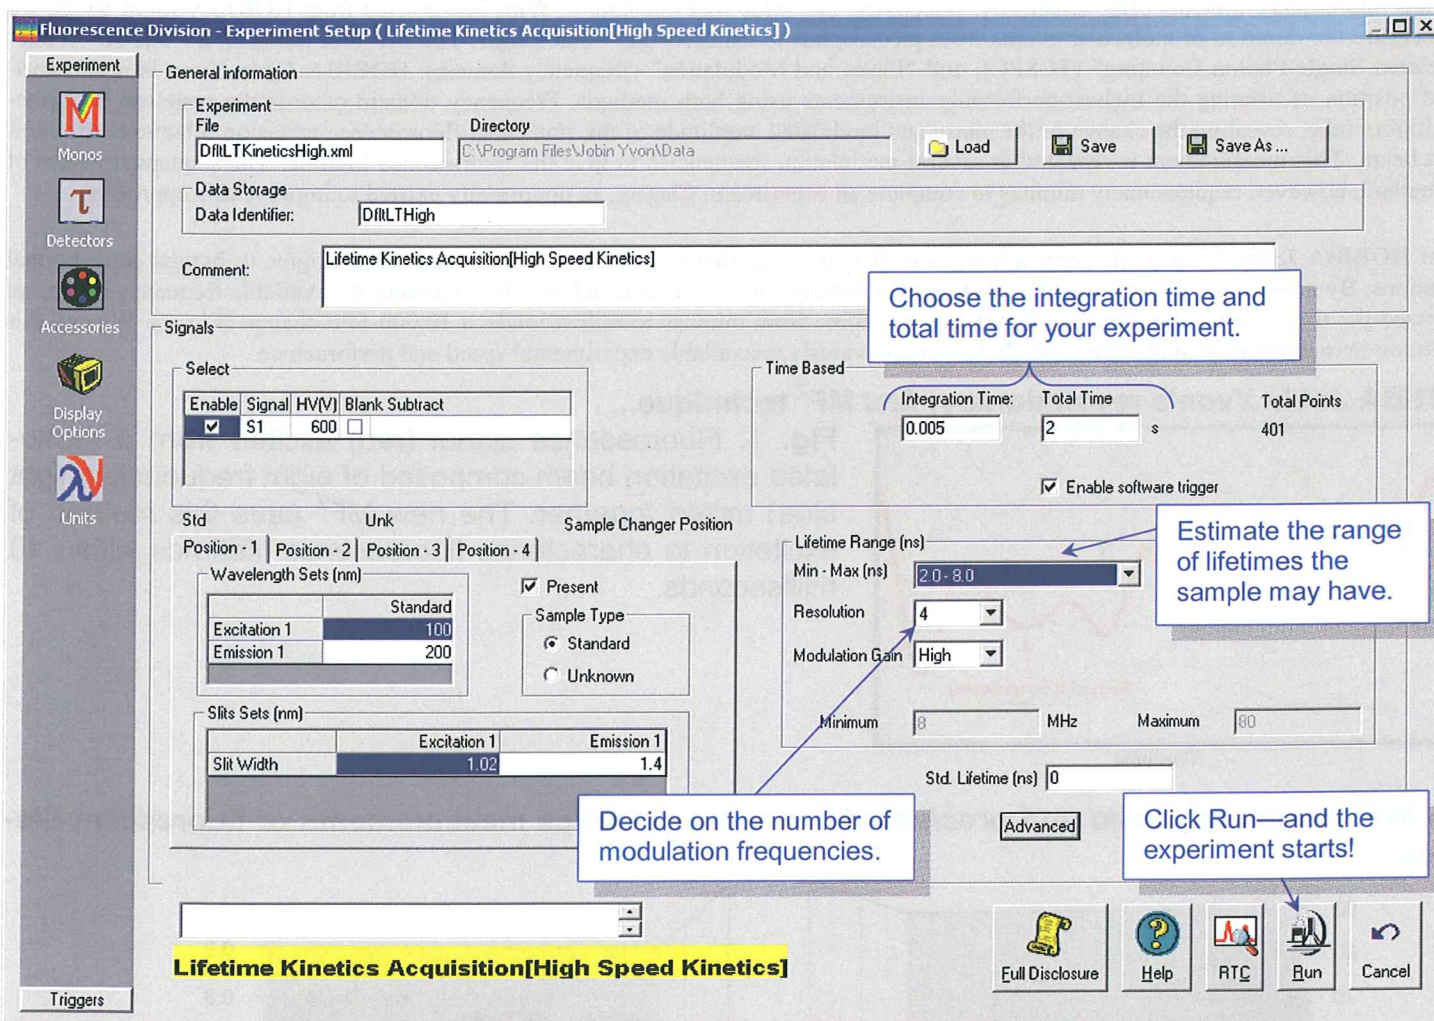 Fluorescence Division - Experiment Setup ( Lifetime Kinetics Acquisition[High Speed Kinetics] )
Experiment
Monos
Detectors
Accessories
Display
Options
Units
Triggers
General information
Experiment
File
Directory
DfltLTKineticsHigh.xml
C:\Program Files\Jobin Yvon\Data
Load
Save
Save As ...
Data Storage
Data Identifier:
DfltLTHigh
Comment:
Lifetime Kinetics Acquisition[High Speed Kinetics]
Choose the integration time and
total time for your experiment.
Signals
Select
Enable Signal HV(V) Blank Subtract
S1 600
Time Based
Integration Time: Total Time Total Points
0.005 2 s 401
Enable software trigger
Std Unk Sample Changer Position
Position - 1 Position - 2 Position - 3 Position - 4
Wavelength Sets (nm)
Standard
Excitation 1 100
Emission 1 200
Present
Sample Type
Standard
Unknown
Slits Sets (nm)
Excitation 1 Emission 1
Slit Width 1.02 1.4
Lifetime Range (ns)
Min - Max (ns) 2.0 - 8.0
Resolution 4
Modulation Gain High
Minimum 8 MHz Maximum 80
Std. Lifetime (ns) 0
Advanced
Estimate the range
of lifetimes the
sample may have.
Decide on the number of
modulation frequencies.
Click Run—and the
experiment starts!
Lifetime Kinetics Acquisition[High Speed Kinetics]
Full Disclosure
Help
RTC
Run
Cancel